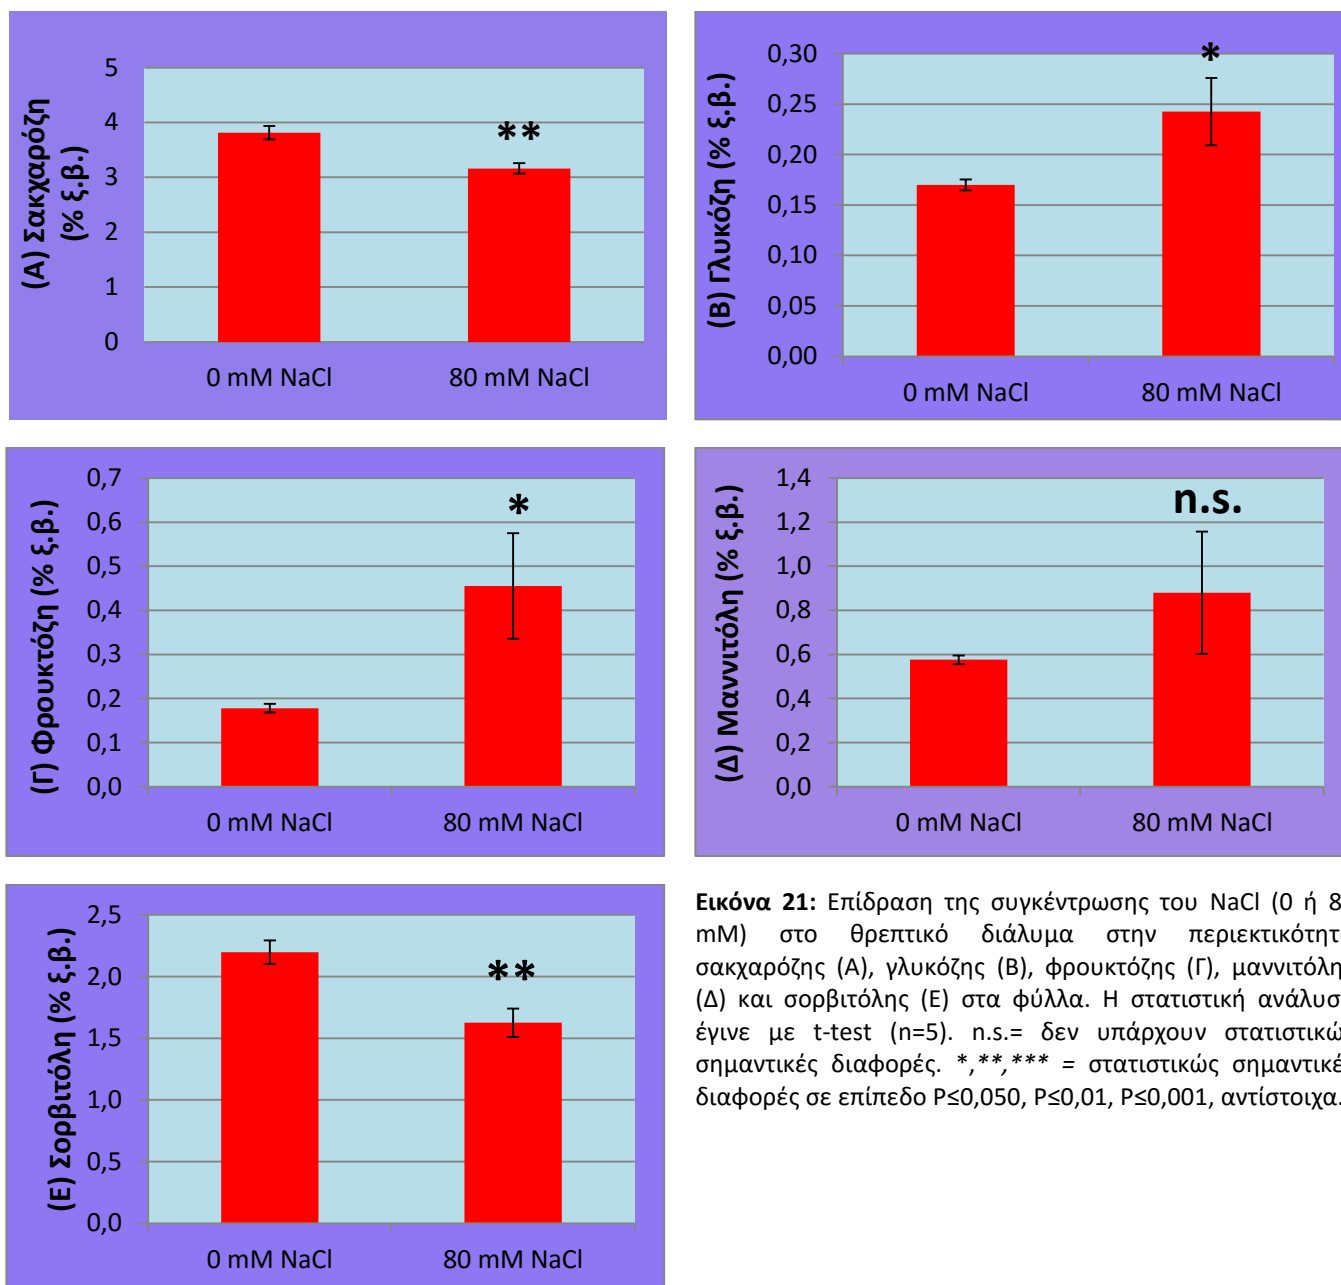 (Α) Σακχαρόζη
(% ξ.β.)
5
4
3
2
1
0
**
0 mM NaCl
80 mM NaCl
(Β) Γλυκόζη (% ξ.β.)
0,30
0,25
0,20
0,15
0,10
0,05
0,00
*
0 mM NaCl
80 mM NaCl
(Γ) Φρουκτόζη (% ξ.β.)
0,7
0,6
0,5
0,4
0,3
0,2
0,1
0,0
*
0 mM NaCl
80 mM NaCl
(Δ) Μαννιτόλη (% ξ.β.)
1,4
1,2
1,0
0,8
0,6
0,4
0,2
0,0
n.s.
0 mM NaCl
80 mM NaCl
(Ε) Σορβιτόλη (% ξ.β.)
2,5
2,0
1,5
1,0
0,5
0,0
**
0 mM NaCl
80 mM NaCl
Εικόνα 21: Επίδραση της συγκέντρωσης του NaCl (0 ή 8
mM) στο θρεπτικό διάλυμα στην περιεκτικότητ
σακχαρόζης (Α), γλυκόζης (Β), φρουκτόζης (Γ), μαννιτόλη
(Δ) και σορβιτόλης (Ε) στα φύλλα. Η στατιστική ανάλυσ
έγινε με t-test (n=5). n.s.= δεν υπάρχουν στατιστικώ
σημαντικές διαφορές. *,**,*** = στατιστικώς σημαντικέ
διαφορές σε επίπεδο P≤0,050, P≤0,01, P≤0,001, αντίστοιχα.